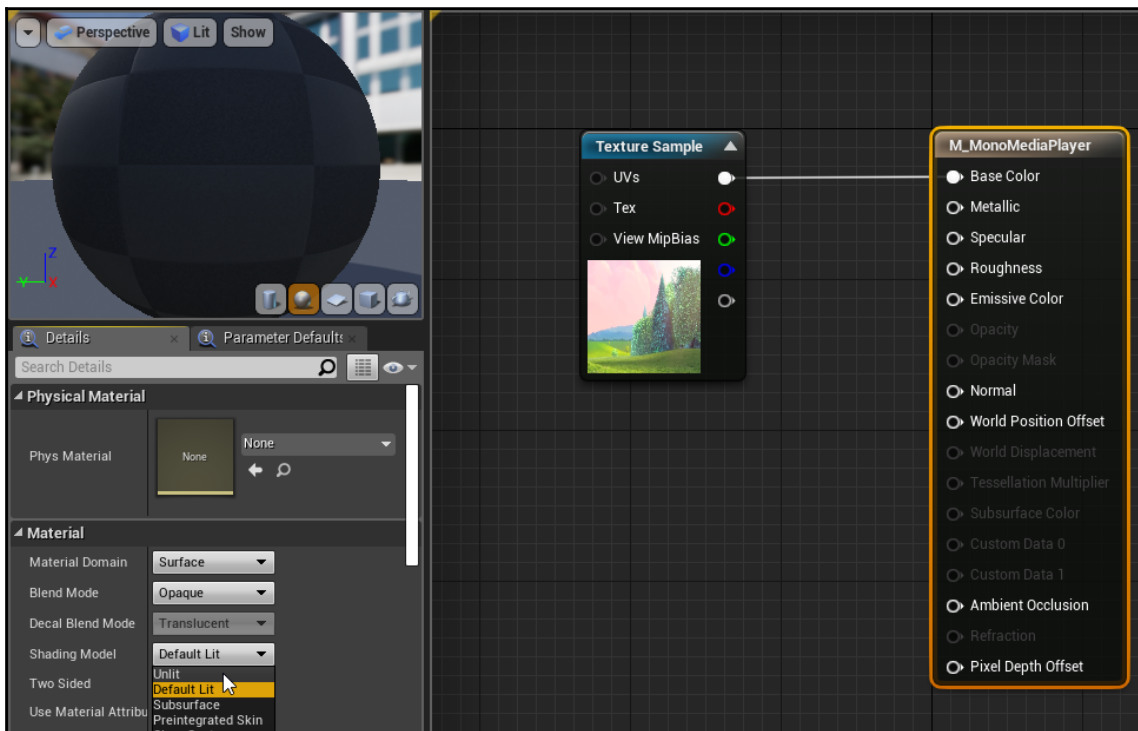 Perspective
Lit
Show
Z
Y
X
Details
Parameter Defaults
Search Details
Physical Material
Phys Material
None
None
Material
Material Domain
Surface
Blend Mode
Opaque
Decal Blend Mode
Translucent
Shading Model
Default Lit
Two Sided
Unlit
Default Lit
Use Material Attribu
Subsurface
Preintegrated Skin
Texture Sample
UVs
Tex
View MipBias
M_MonoMediaPlayer
Base Color
Metallic
Specular
Roughness
Emissive Color
Opacity
Opacity Mask
Normal
World Position Offset
World Displacement
Tessellation Multiplier
Subsurface Color
Custom Data 0
Custom Data 1
Ambient Occlusion
Refraction
Pixel Depth Offset